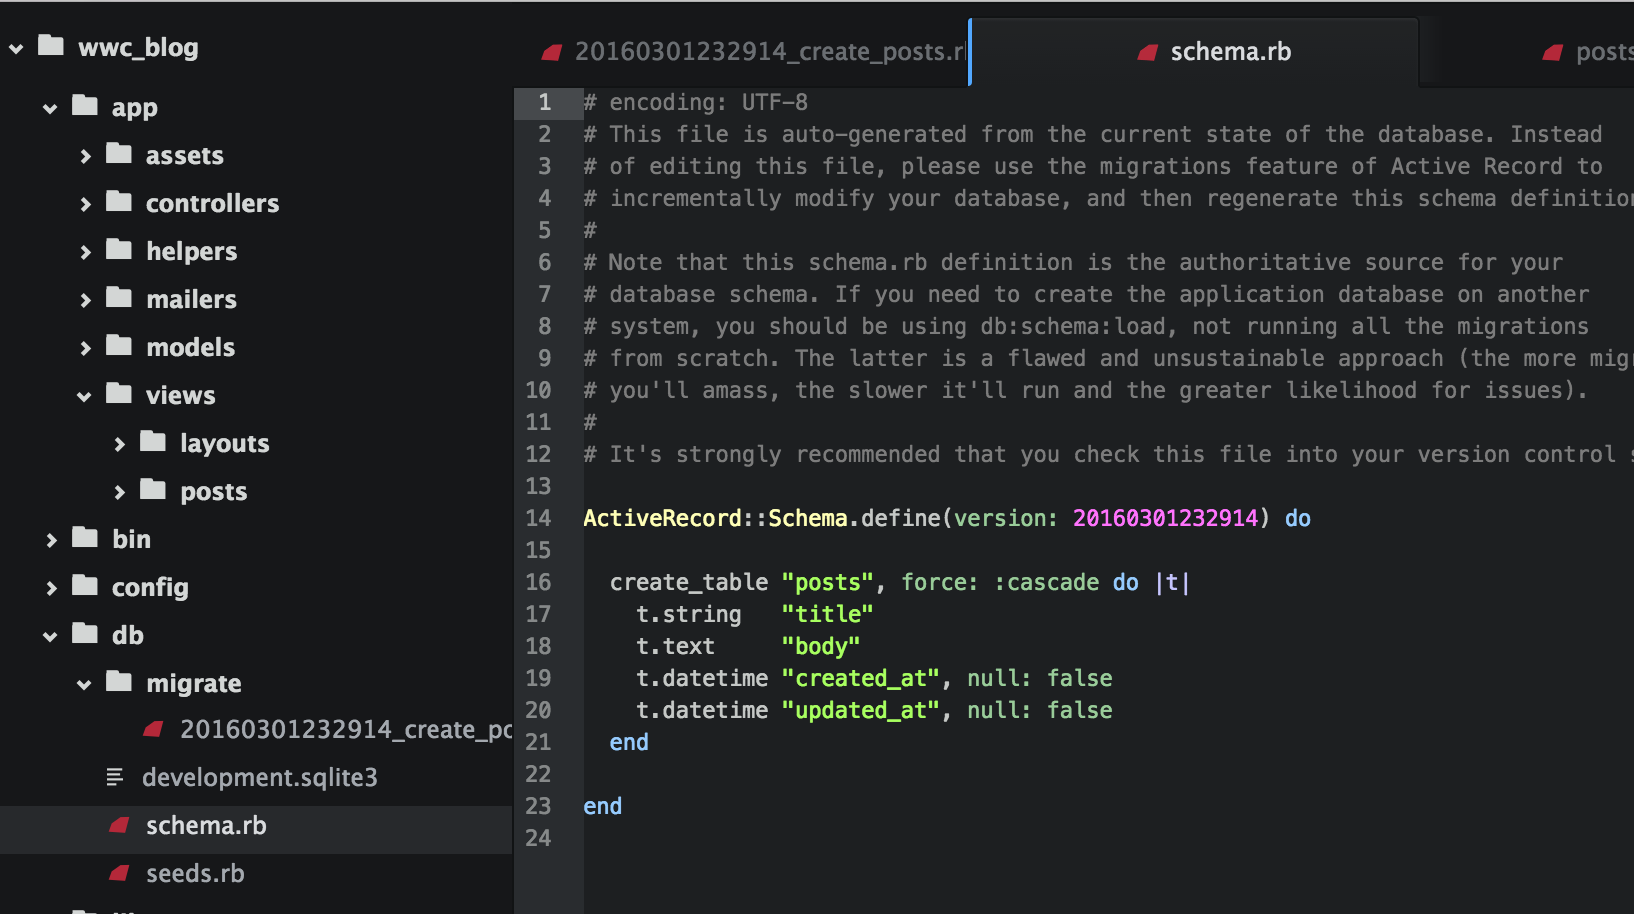 wwc_blog
app
assets
controllers
helpers
mailers
models
views
layouts
posts
bin
config
db
migrate
20160301232914_create_po
development.sqlite3
schema.rb
seeds.rb
20160301232914_create_posts.r
schema.rb
posts
1 # encoding: UTF-8
2 # This file is auto-generated from the current state of the database. Instead
3 # of editing this file, please use the migrations feature of Active Record to
4 # incrementally modify your database, and then regenerate this schema definition
5 #
6 # Note that this schema.rb definition is the authoritative source for your
7 # database schema. If you need to create the application database on another
8 # system, you should be using db:schema:load, not running all the migrations
9 # from scratch. The latter is a flawed and unsustainable approach (the more migr
10 # you'll amass, the slower it'll run and the greater likelihood for issues).
11 #
12 # It's strongly recommended that you check this file into your version control s
13
14 ActiveRecord::Schema.define(version: 20160301232914) do
15
16   create_table "posts", force: :cascade do |t|
17     t.string   "title"
18     t.text     "body"
19     t.datetime "created_at", null: false
20     t.datetime "updated_at", null: false
21   end
22
23 end
24